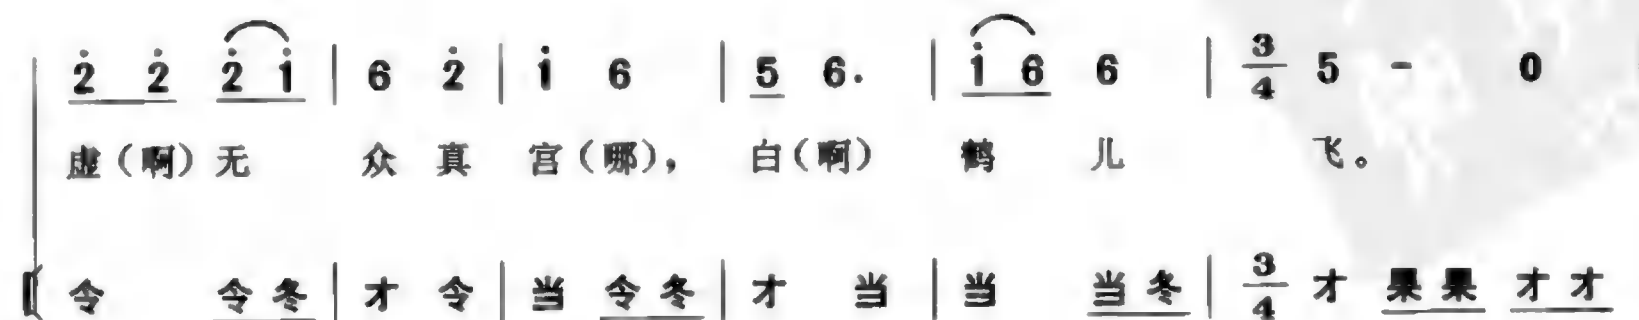 2̇ 2̇ 2̇ 1̇ | 6 2̇ | 1̇ 6 | 5 6· | 1̇ 6 6 | 3/4 5 - 0
虚（啊）无 众 真 宫（哪）， 白（啊） 鹤 儿 飞。
令 令冬 | 才 令 | 当 令冬 | 才 当 | 当 当冬 | 3/4 才 果果 才才